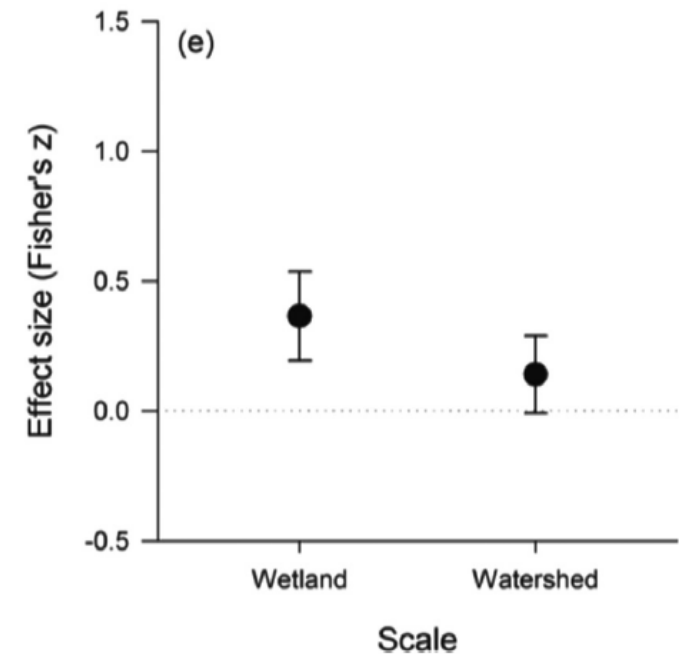 (e)
Effect size (Fisher's z)
1.5
1.0
0.5
0.0
-0.5
Wetland
Watershed
Scale